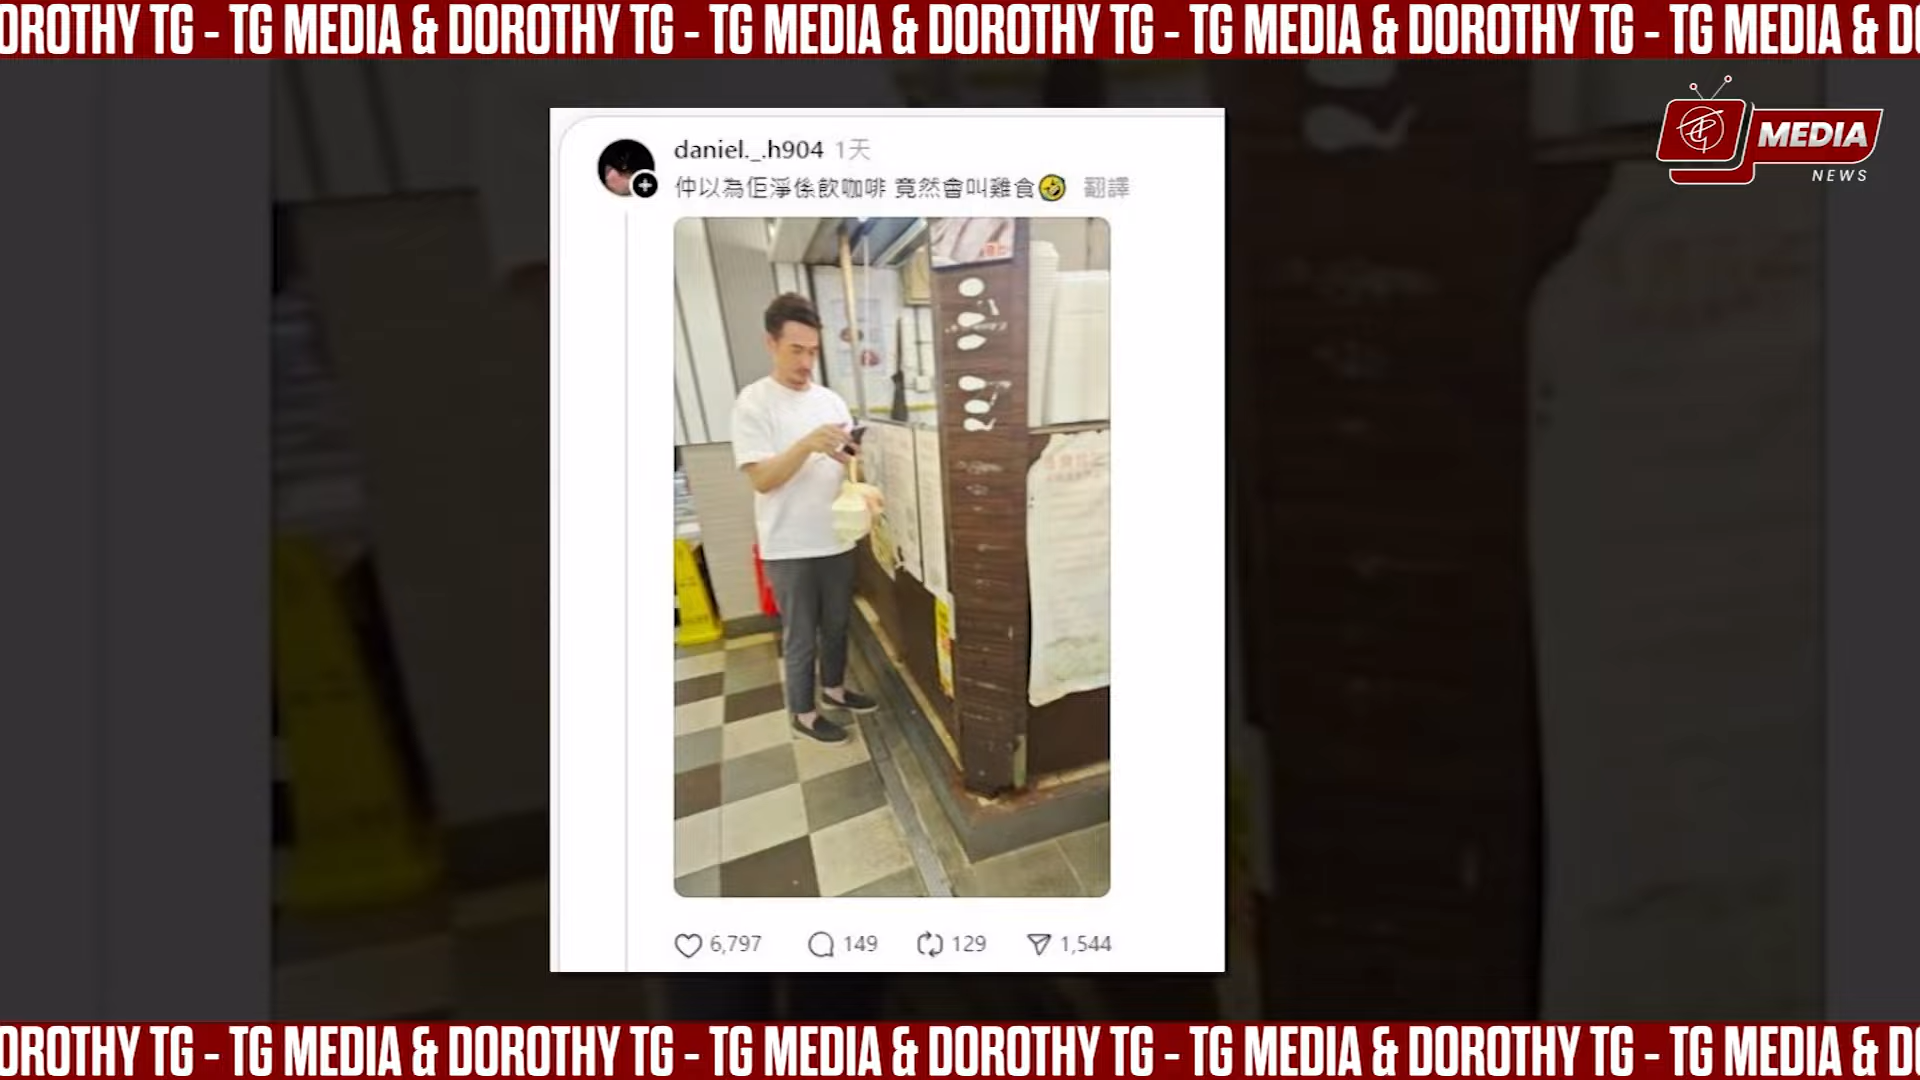 OROTHY TG - TG MEDIA & DOROTHY TG - TG MEDIA & DOROTHY TG - TG MEDIA & DOROTHY TG - TG MEDIA & DO
MEDIA
NEWS
daniel._.h904 1天
仲以為佢淨係飲咖啡 竟然會叫雞食🤣 翻譯
6,797 149 129 1,544
OROTHY TG - TG MEDIA & DOROTHY TG - TG MEDIA & DOROTHY TG - TG MEDIA & DOROTHY TG - TG MEDIA & D